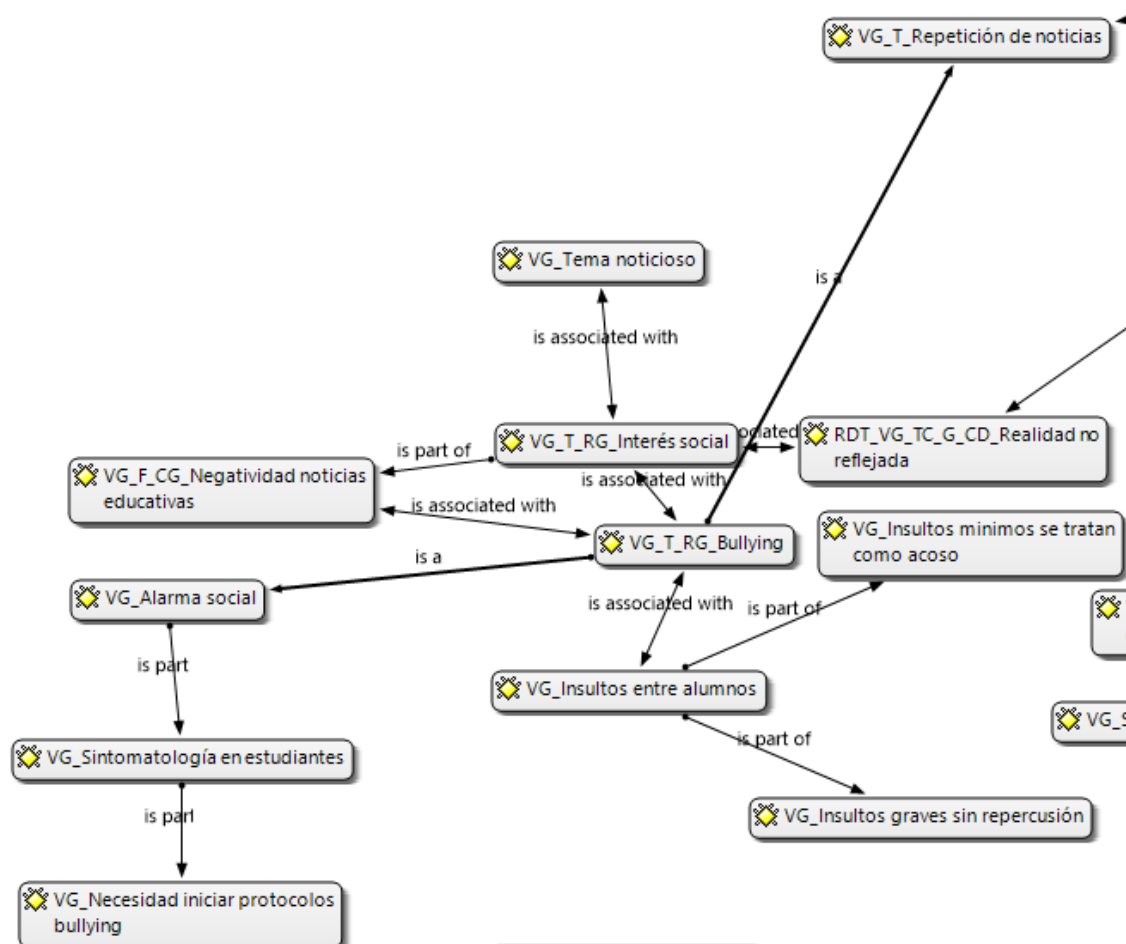 VG_T_Repetición de noticias
VG_Tema noticioso
is a
is associated with
VG_T_RG_Interés social
ociated
RDT_VG_TC_G_CD_Realidad no
reflejada
is part of
VG_F_CG_Negatividad noticias
educativas
is associated with
is associated with
VG_T_RG_Bullying
VG_Insultos minimos se tratan
como acoso
is a
VG_Alarma social
is associated with
is part of
is part
VG_Insultos entre alumnos
VG_S
is part of
VG_Sintomatología en estudiantes
is part
VG_Insultos graves sin repercusión
VG_Necesidad iniciar protocolos
bullying